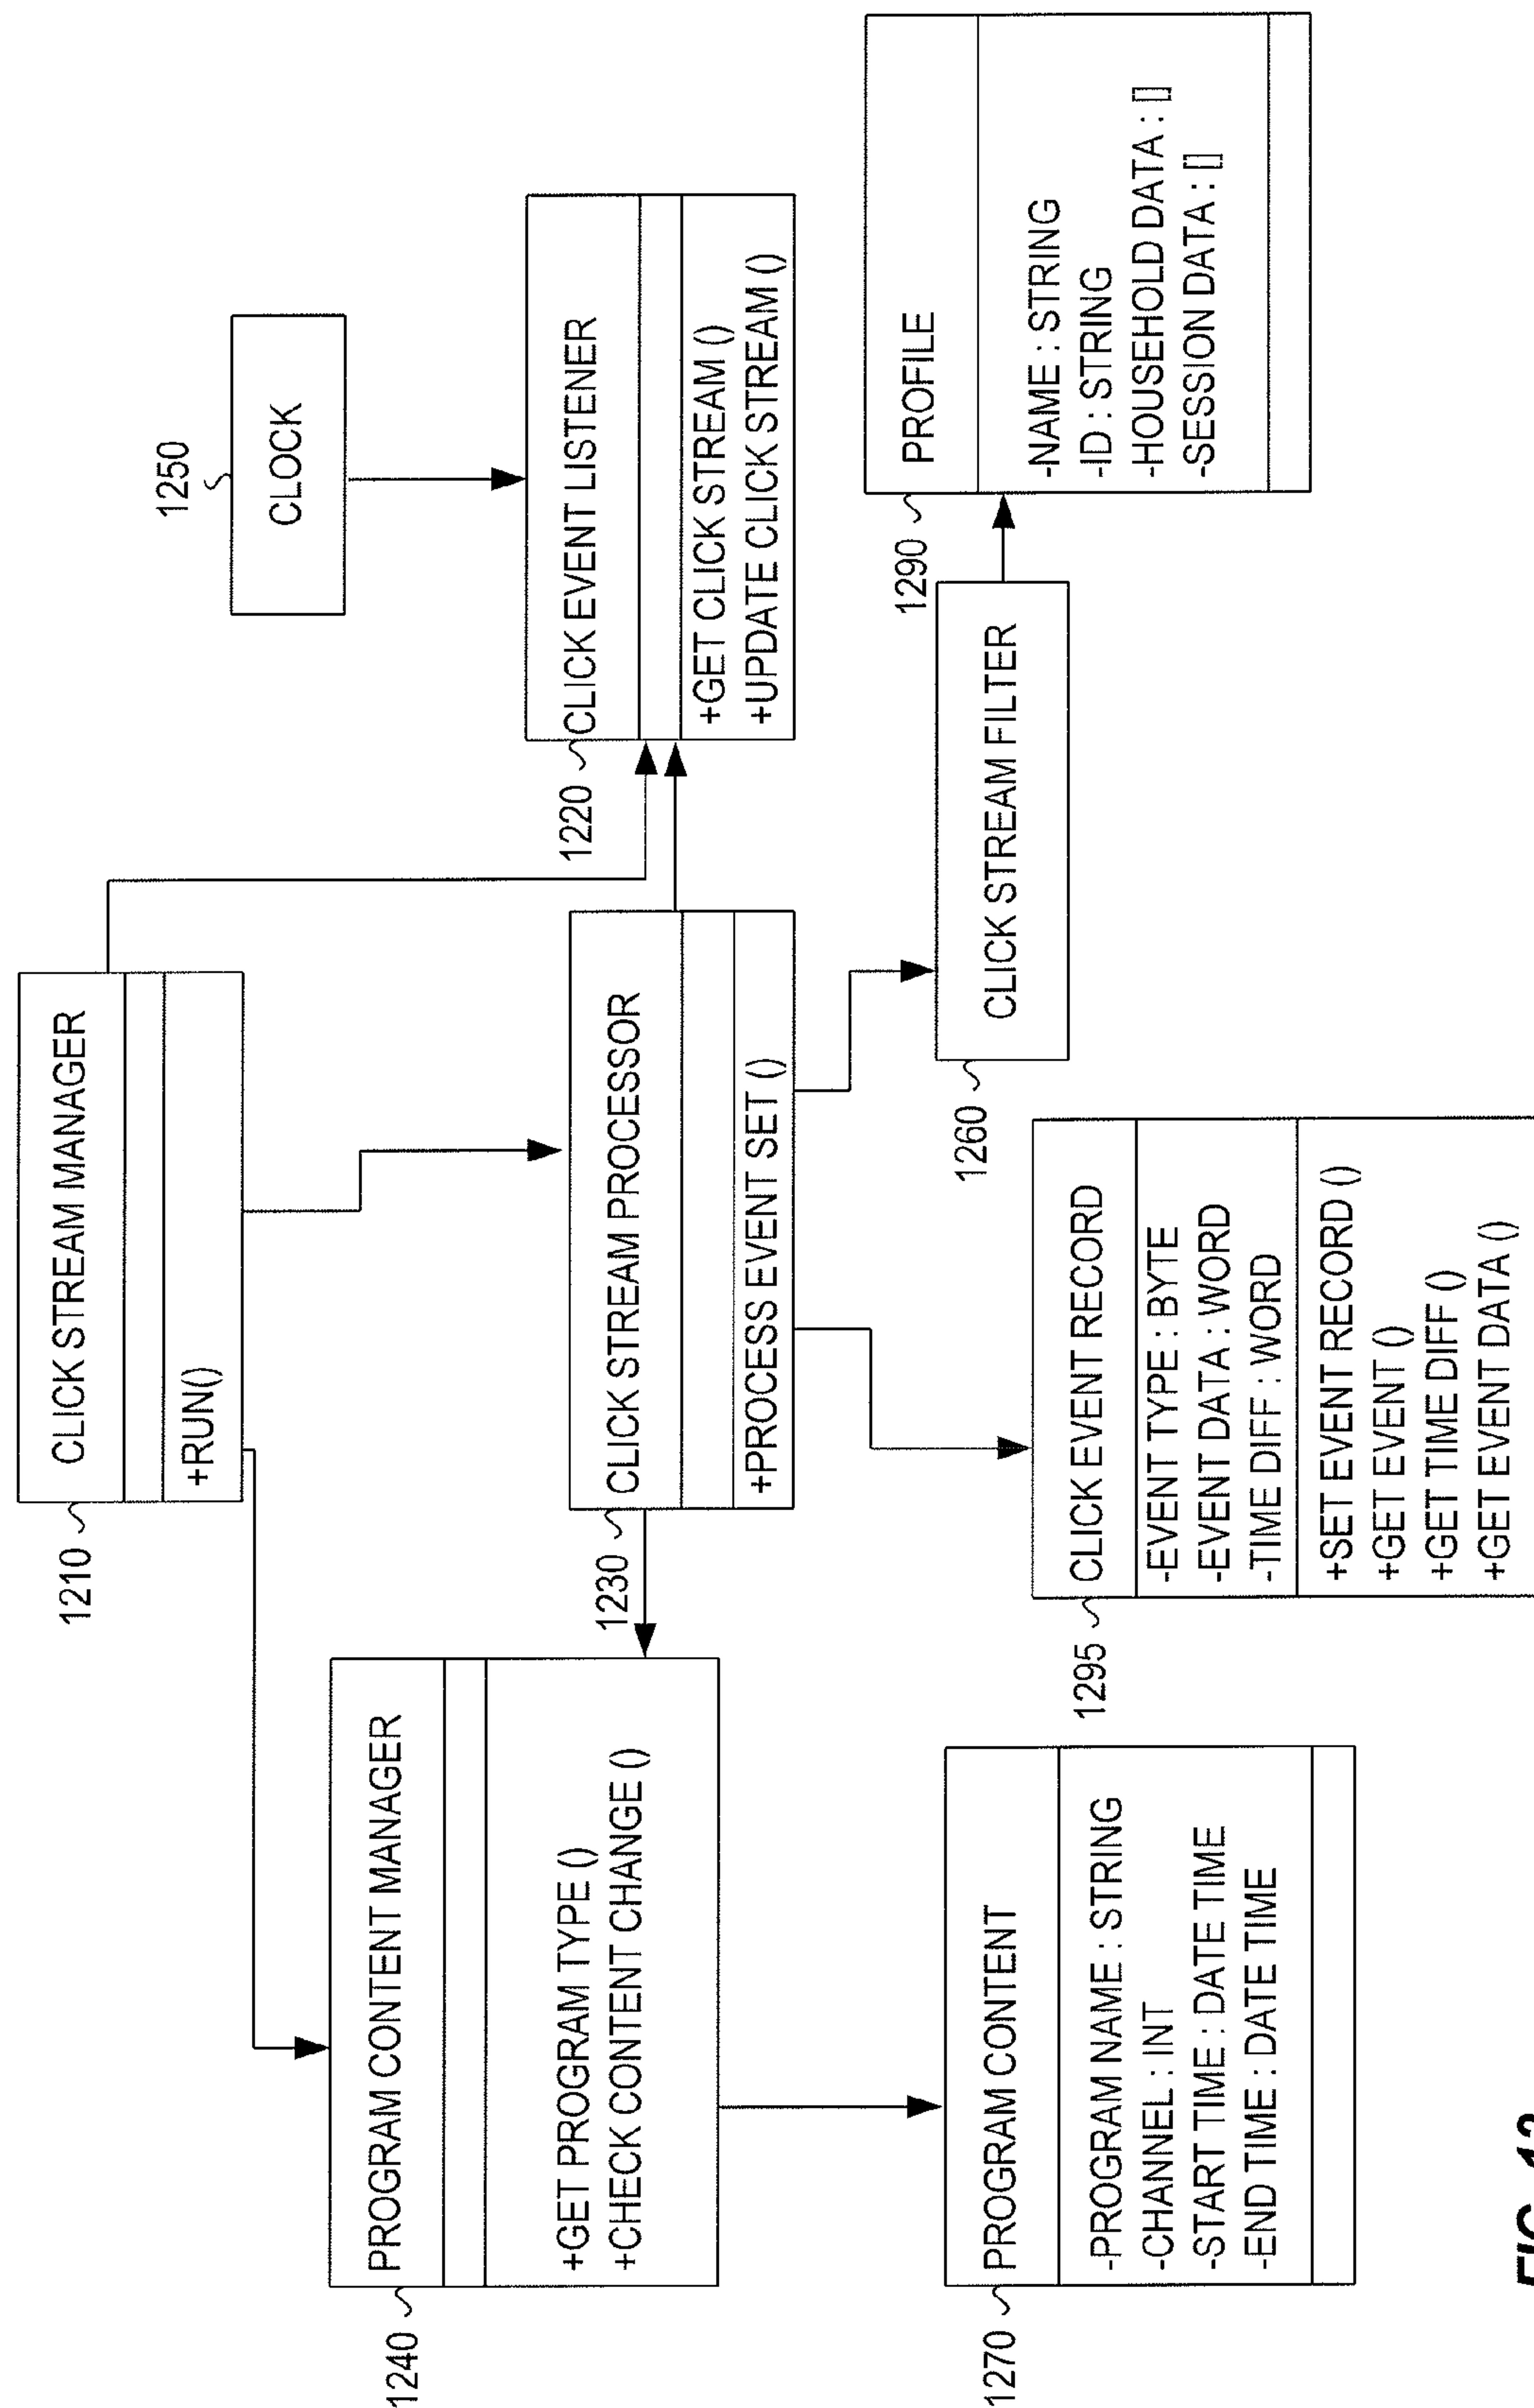 1210
CLICK STREAM MANAGER
+RUN()
1250
CLOCK
1240
PROGRAM CONTENT MANAGER
+GET PROGRAM TYPE ()
+CHECK CONTENT CHANGE ()
1230
CLICK STREAM PROCESSOR
+PROCESS EVENT SET ()
1220
CLICK EVENT LISTENER
+GET CLICK STREAM ()
+UPDATE CLICK STREAM ()
1270
PROGRAM CONTENT
-PROGRAM NAME : STRING
-CHANNEL : INT
-START TIME : DATE TIME
-END TIME : DATE TIME
1295
CLICK EVENT RECORD
-EVENT TYPE : BYTE
-EVENT DATA : WORD
-TIME DIFF : WORD
+SET EVENT RECORD ()
+GET EVENT ()
+GET TIME DIFF ()
+GET EVENT DATA ()
1260
CLICK STREAM FILTER
1290
PROFILE
-NAME : STRING
-ID : STRING
-HOUSEHOLD DATA : []
-SESSION DATA : []
FIG.